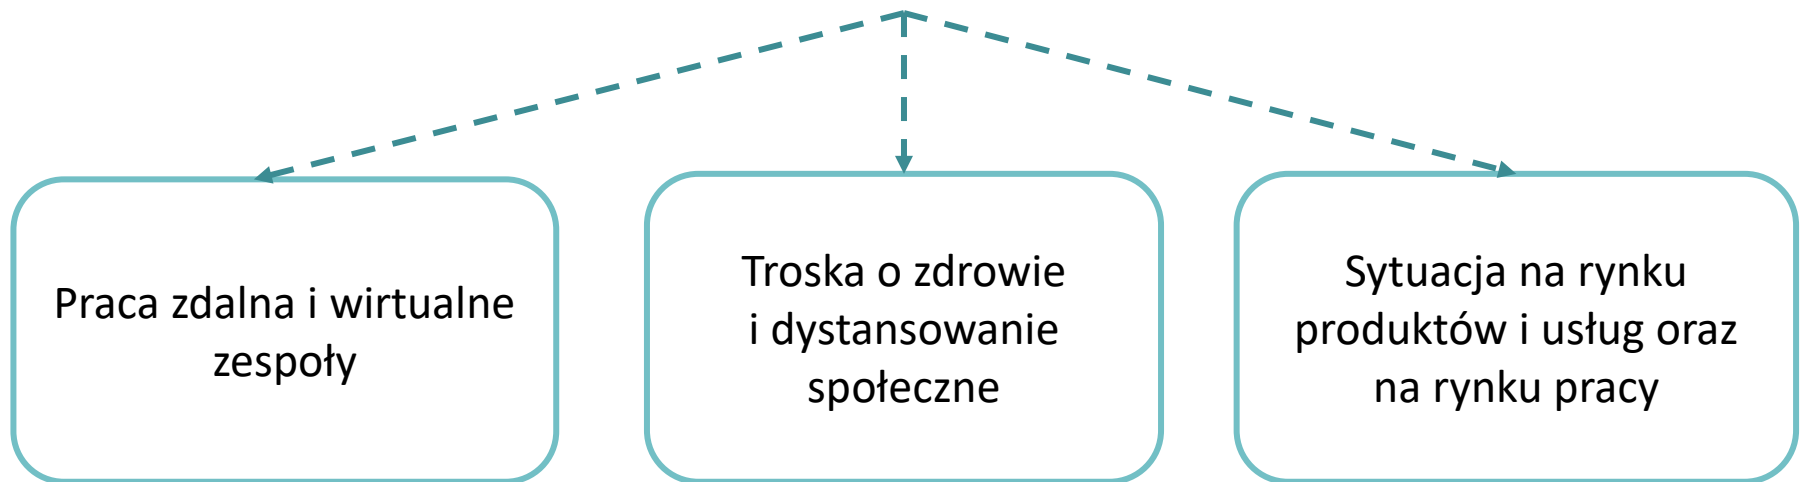 Praca zdalna i wirtualne
zespoły
Troska o zdrowie
i dystansowanie
społeczne
Sytuacja na rynku
produktów i usług oraz
na rynku pracy